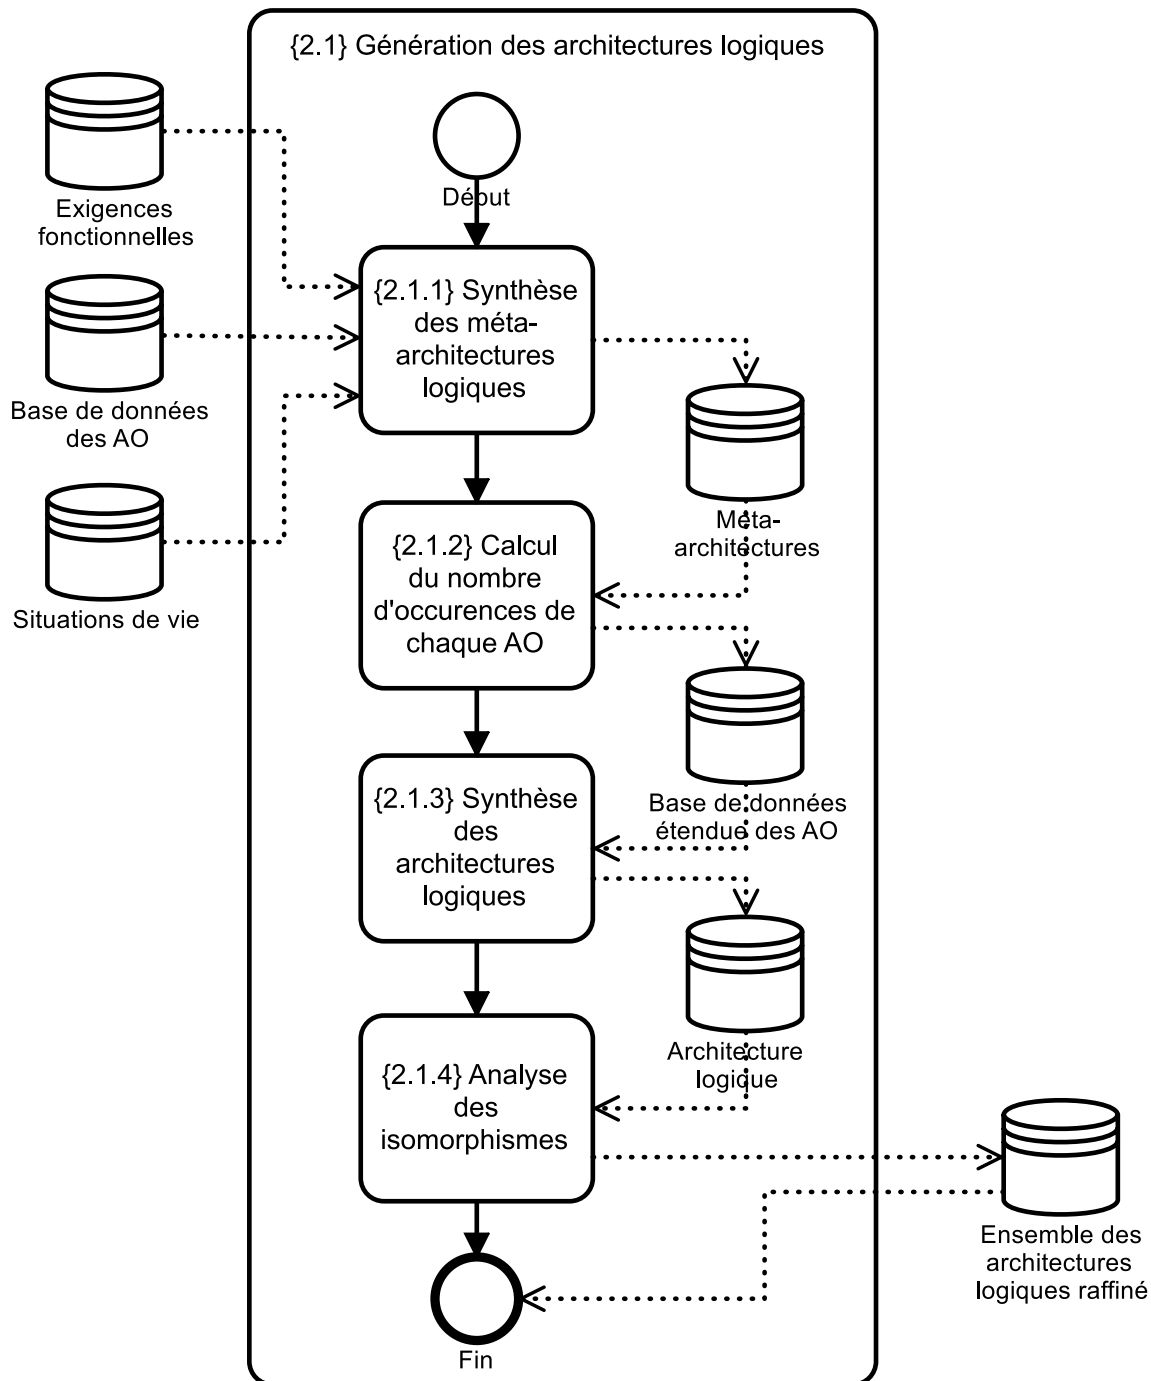 {2.1} Génération des architectures logiques
Début
Exigences
fonctionnelles
{2.1.1} Synthèse
des méta-
architectures
logiques
Base de données
des AO
Méta-
architectures
Situations de vie
{2.1.2} Calcul
du nombre
d'occurences de
chaque AO
Base de données
étendue des AO
{2.1.3} Synthèse
des
architectures
logiques
Architecture
logique
{2.1.4} Analyse
des
isomorphismes
Ensemble des
architectures
logiques raffiné
Fin